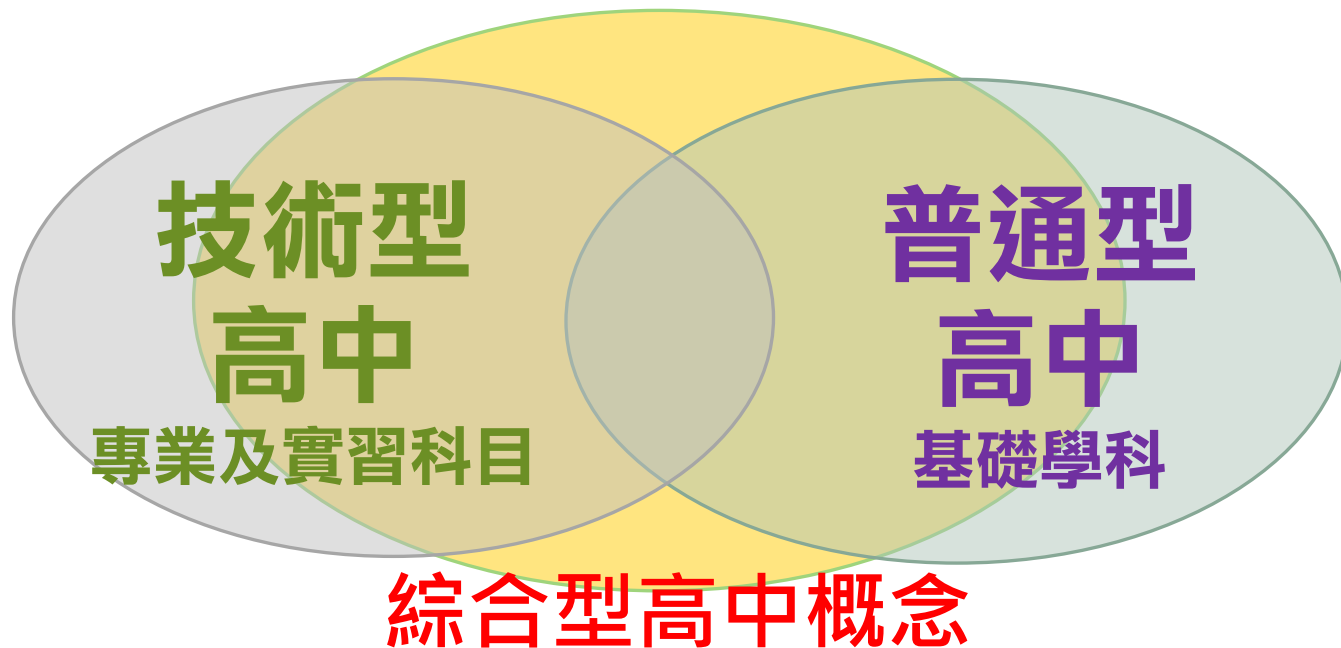 技術型
高中
專業及實習科目
普通型
高中
基礎學科
綜合型高中概念